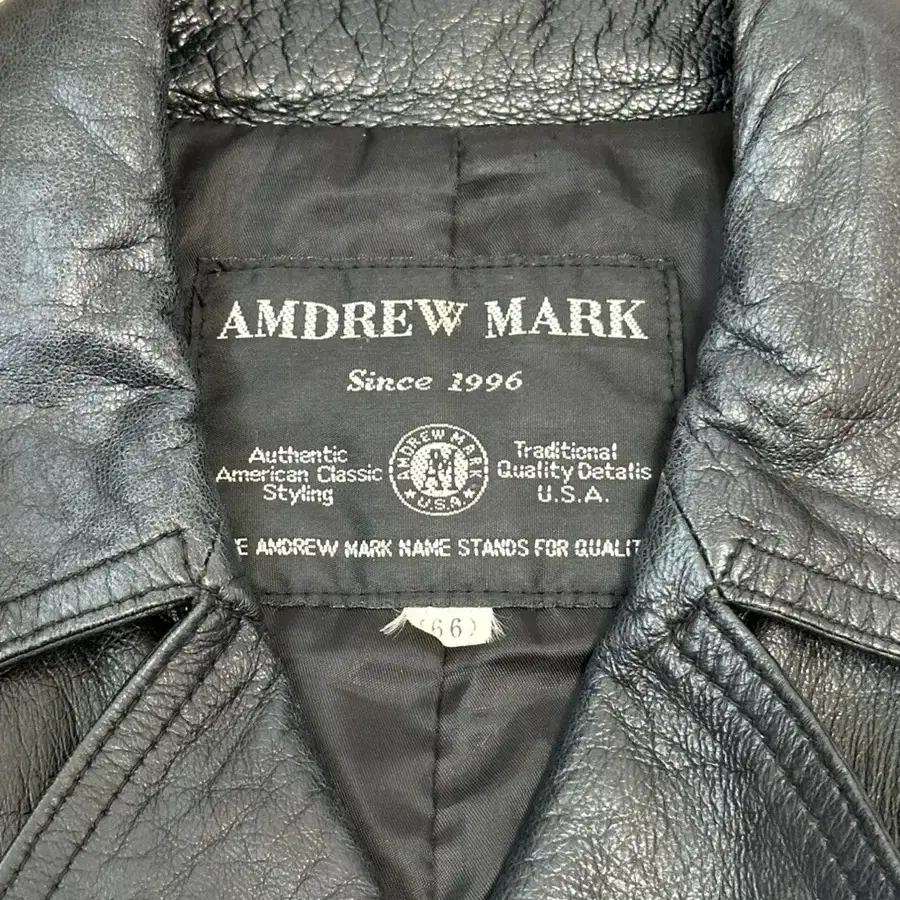 AMDREW MARK
Since 1996
Authentic
American Classic
Styling
ANDREW MARK
AM
U.S.A.
Traditional
Quality Details
U.S.A.
E AMDREW MARK NAME STANDS FOR QUALIT
(66)